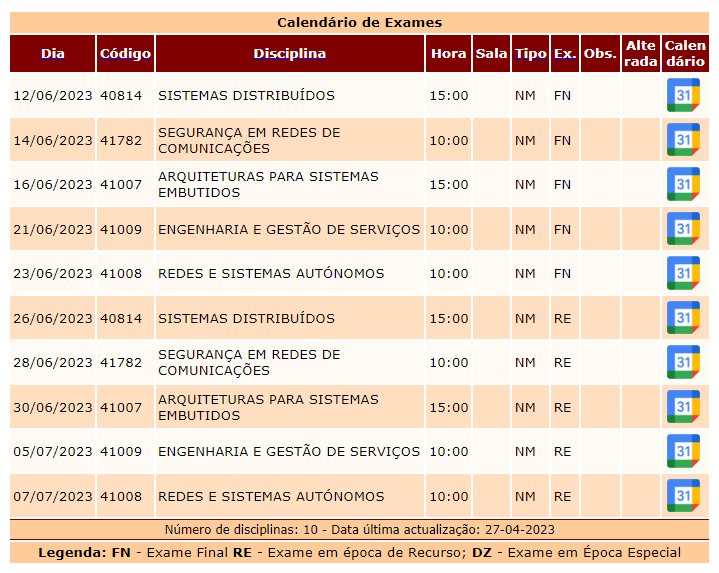 Calendário de Exames
Dia Código Disciplina Hora Sala Tipo Ex. Obs. Alte rada Calen dário
12/06/2023 40814 SISTEMAS DISTRIBUÍDOS 15:00 NM FN 31
14/06/2023 41782 SEGURANÇA EM REDES DE COMUNICAÇÕES 10:00 NM FN 31
16/06/2023 41007 ARQUITETURAS PARA SISTEMAS EMBUTIDOS 15:00 NM FN 31
21/06/2023 41009 ENGENHARIA E GESTÃO DE SERVIÇOS 10:00 NM FN 31
23/06/2023 41008 REDES E SISTEMAS AUTÓNOMOS 10:00 NM FN 31
26/06/2023 40814 SISTEMAS DISTRIBUÍDOS 15:00 NM RE 31
28/06/2023 41782 SEGURANÇA EM REDES DE COMUNICAÇÕES 10:00 NM RE 31
30/06/2023 41007 ARQUITETURAS PARA SISTEMAS EMBUTIDOS 15:00 NM RE 31
05/07/2023 41009 ENGENHARIA E GESTÃO DE SERVIÇOS 10:00 NM RE 31
07/07/2023 41008 REDES E SISTEMAS AUTÓNOMOS 10:00 NM RE 31
Número de disciplinas: 10 - Data última actualização: 27-04-2023
Legenda: FN - Exame Final RE - Exame em época de Recurso; DZ - Exame em Época Especial